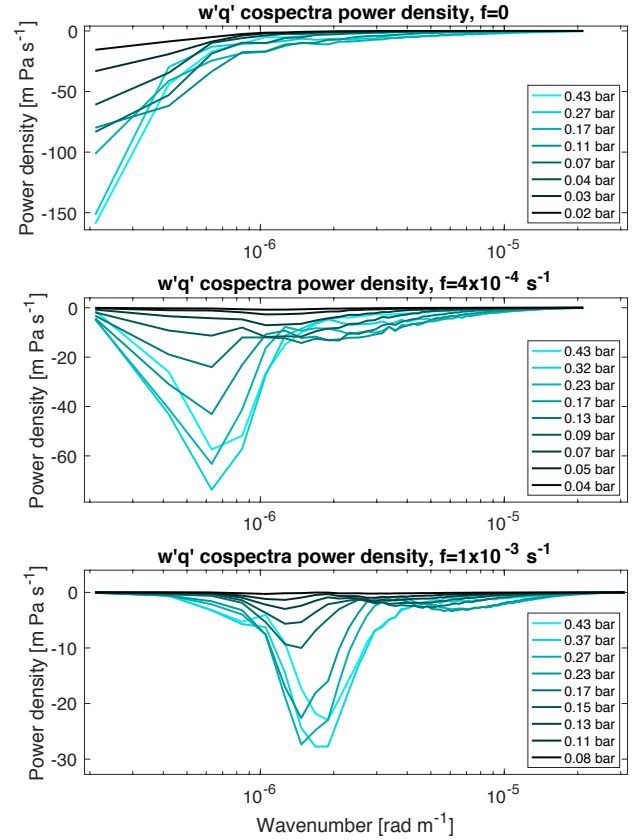 w'q' cospectra power density, f=0
Power density [m Pa s-1]
0
-50
-100
-150
0.43 bar
0.27 bar
0.17 bar
0.11 bar
0.07 bar
0.04 bar
0.03 bar
0.02 bar
10-6
10-5
w'q' cospectra power density, f=4x10-4 s-1
Power density [m Pa s-1]
0
-20
-40
-60
0.43 bar
0.32 bar
0.23 bar
0.17 bar
0.13 bar
0.09 bar
0.07 bar
0.05 bar
0.04 bar
10-6
10-5
w'q' cospectra power density, f=1x10-3 s-1
Power density [m Pa s-1]
0
-10
-20
-30
0.43 bar
0.37 bar
0.27 bar
0.23 bar
0.17 bar
0.15 bar
0.13 bar
0.11 bar
0.08 bar
10-6
10-5
Wavenumber [rad m-1]